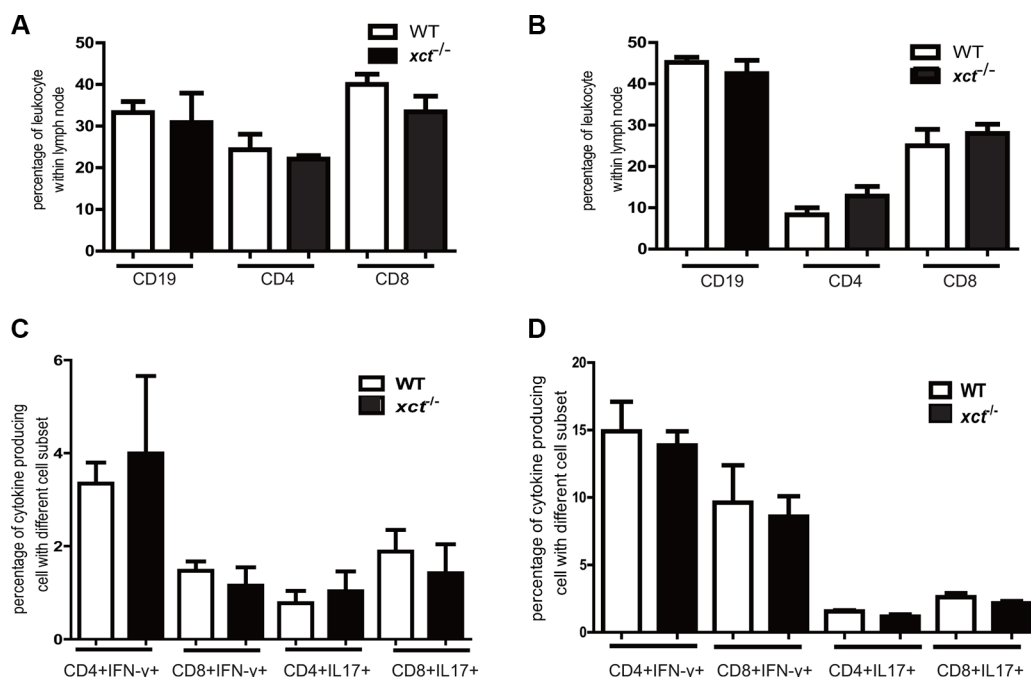 A
WT
xct-/-
percentage of leukocyte
within lymph node
50
40
30
20
10
0
CD19 CD4 CD8
B
WT
xct-/-
percentage of leukocyte
within lymph node
50
40
30
20
10
0
CD19 CD4 CD8
C
WT
xct-/-
percentage of cytokine producing
cell with different cell subset
6
4
2
0
CD4+IFN-γ+ CD8+IFN-γ+ CD4+IL17+ CD8+IL17+
D
WT
xct-/-
percentage of cytokine producing
cell with different cell subset
20
15
10
5
0
CD4+IFN-γ+ CD8+IFN-γ+ CD4+IL17+ CD8+IL17+